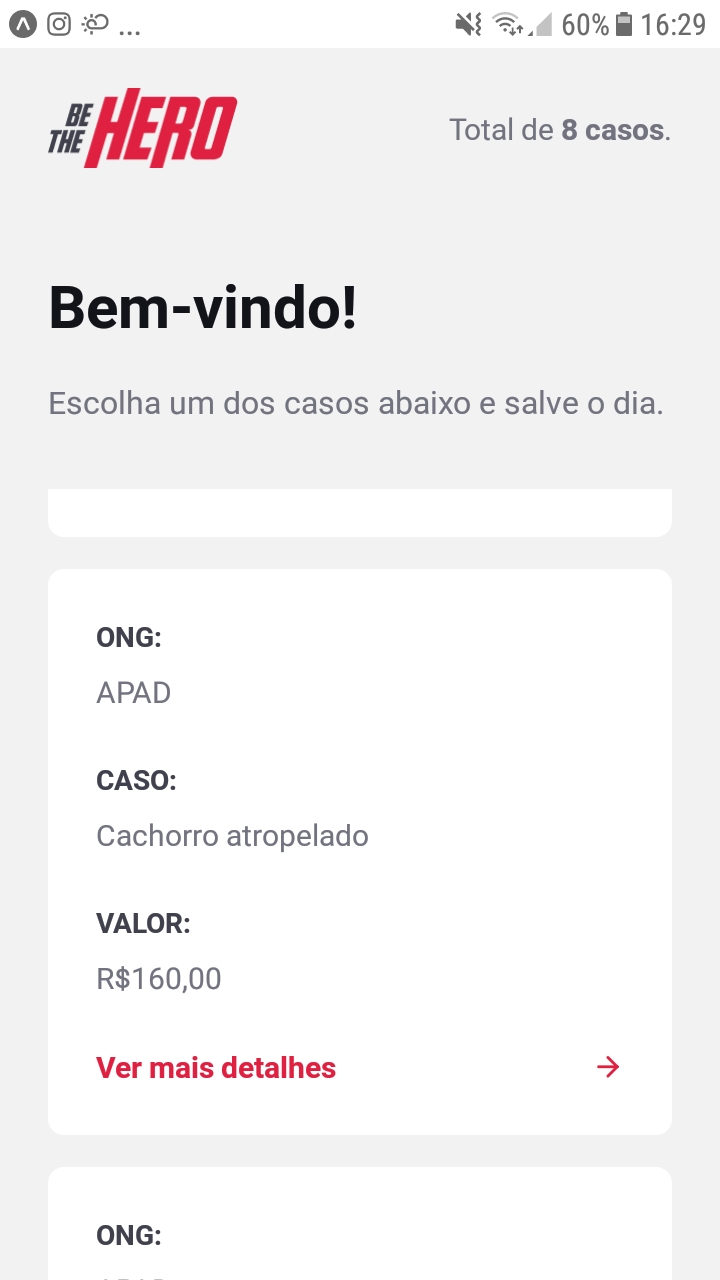 ... 60% 16:29
BE THE HERO
Total de 8 casos.
Bem-vindo!
Escolha um dos casos abaixo e salve o dia.
ONG:
APAD
CASO:
Cachorro atropelado
VALOR:
R$160,00
Ver mais detalhes
ONG: